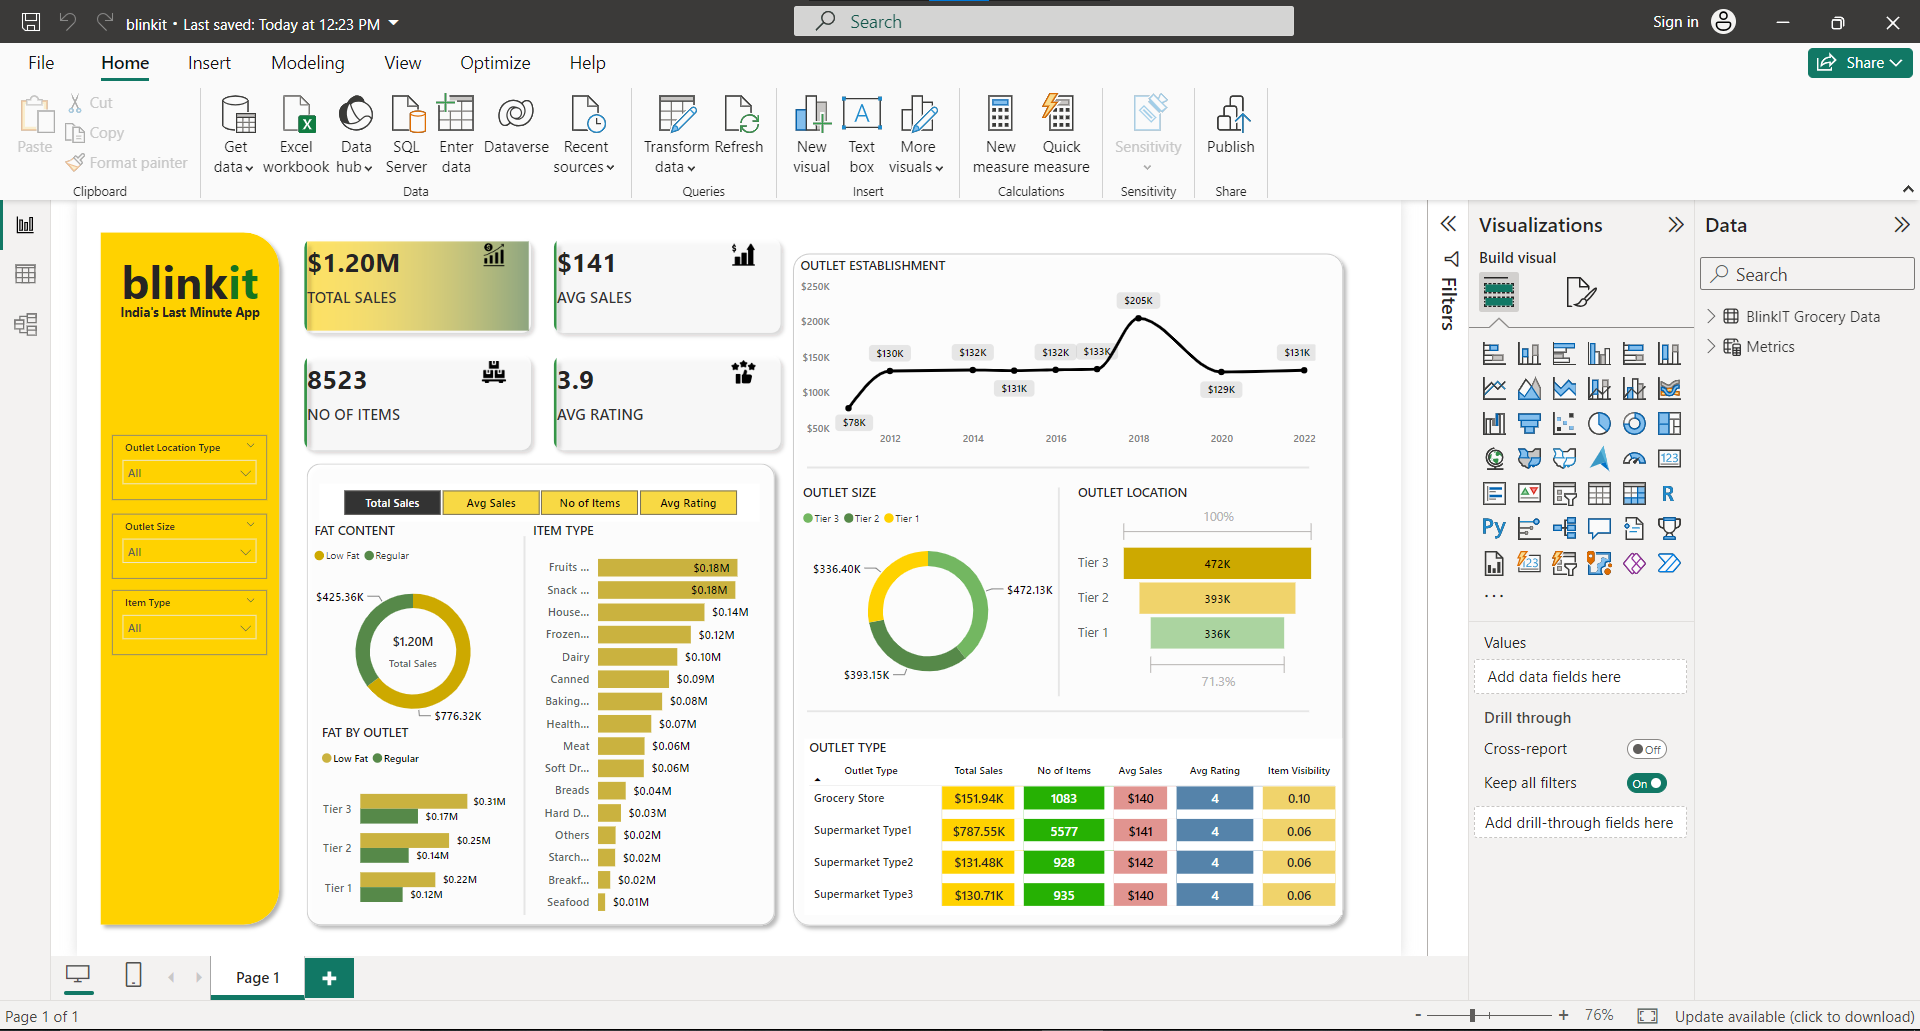 blinkit • Last saved: Today at 12:23 PM
Search
Sign in
File
Home
Insert
Modeling
View
Optimize
Help
Share
Paste
Cut
Copy
Format painter
Clipboard
Get data
Excel workbook
Data hub
SQL Server
Enter data
Dataverse
Recent sources
Data
Transform data
Refresh
Queries
New visual
Text box
More visuals
Insert
New measure
Quick measure
Calculations
Sensitivity
Sensitivity
Publish
Share
blinkit
India's Last Minute App
Outlet Location Type
All
Outlet Size
All
Item Type
All
$1.20M
TOTAL SALES
$
$141
AVG SALES
$
8523
NO OF ITEMS
3.9
AVG RATING
Total Sales
Avg Sales
No of Items
Avg Rating
FAT CONTENT
Low Fat
Regular
$425.36K
$1.20M
Total Sales
$776.32K
FAT BY OUTLET
Low Fat
Regular
Tier 3
$0.31M
$0.17M
Tier 2
$0.25M
$0.14M
Tier 1
$0.22M
$0.12M
ITEM TYPE
Fruits ...
$0.18M
Snack ...
$0.18M
House...
$0.14M
Frozen...
$0.12M
Dairy
$0.10M
Canned
$0.09M
Baking...
$0.08M
Health...
$0.07M
Meat
$0.06M
Soft Dr...
$0.06M
Breads
$0.04M
Hard D...
$0.03M
Others
$0.02M
Starch...
$0.02M
Breakf...
$0.02M
Seafood
$0.01M
OUTLET ESTABLISHMENT
$250K
$200K
$150K
$100K
$50K
$78K
$130K
$132K
$131K
$132K
$133K
$205K
$129K
$131K
2012
2014
2016
2018
2020
2022
OUTLET SIZE
Tier 3
Tier 2
Tier 1
$336.40K
$472.13K
$393.15K
OUTLET LOCATION
100%
Tier 3
472K
Tier 2
393K
Tier 1
336K
71.3%
OUTLET TYPE
Outlet Type Total Sales No of Items Avg Sales Avg Rating Item Visibility
Grocery Store $151.94K 1083 $140 4 0.10
Supermarket Type1 $787.55K 5577 $141 4 0.06
Supermarket Type2 $131.48K 928 $142 4 0.06
Supermarket Type3 $130.71K 935 $140 4 0.06
Filters
Visualizations
Build visual
123
R
Py
123
...
Values
Add data fields here
Drill through
Cross-report
Off
Keep all filters
On
Add drill-through fields here
Data
Search
BlinkIT Grocery Data
Metrics
Page 1
+
Page 1 of 1
- + 76%
Update available (click to download)